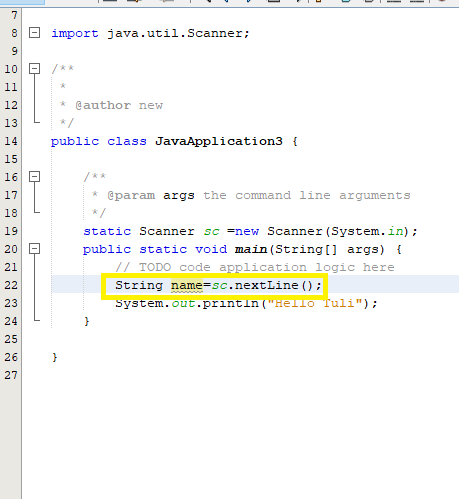 7
8 import java.util.Scanner;
9
10 /**
11 *
12 * @author new
13 */
14 public class JavaApplication3 {
15
16 /**
17 * @param args the command line arguments
18 */
19 static Scanner sc =new Scanner(System.in);
20 public static void main(String[] args) {
21 // TODO code application logic here
22 String name=sc.nextLine();
23 System.out.println("Hello Tuli");
24 }
25
26 }
27